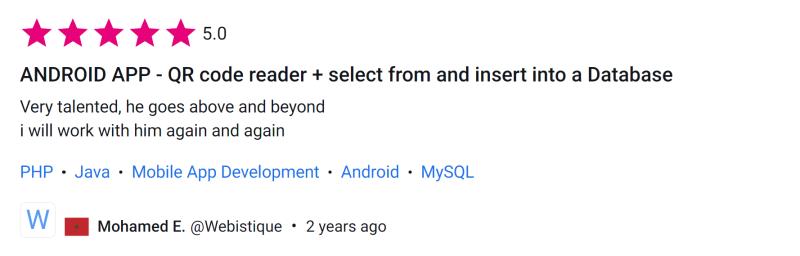 5.0
ANDROID APP - QR code reader + select from and insert into a Database
Very talented, he goes above and beyond
i will work with him again and again
PHP • Java • Mobile App Development • Android • MySQL
W
Mohamed E. @Webistique • 2 years ago